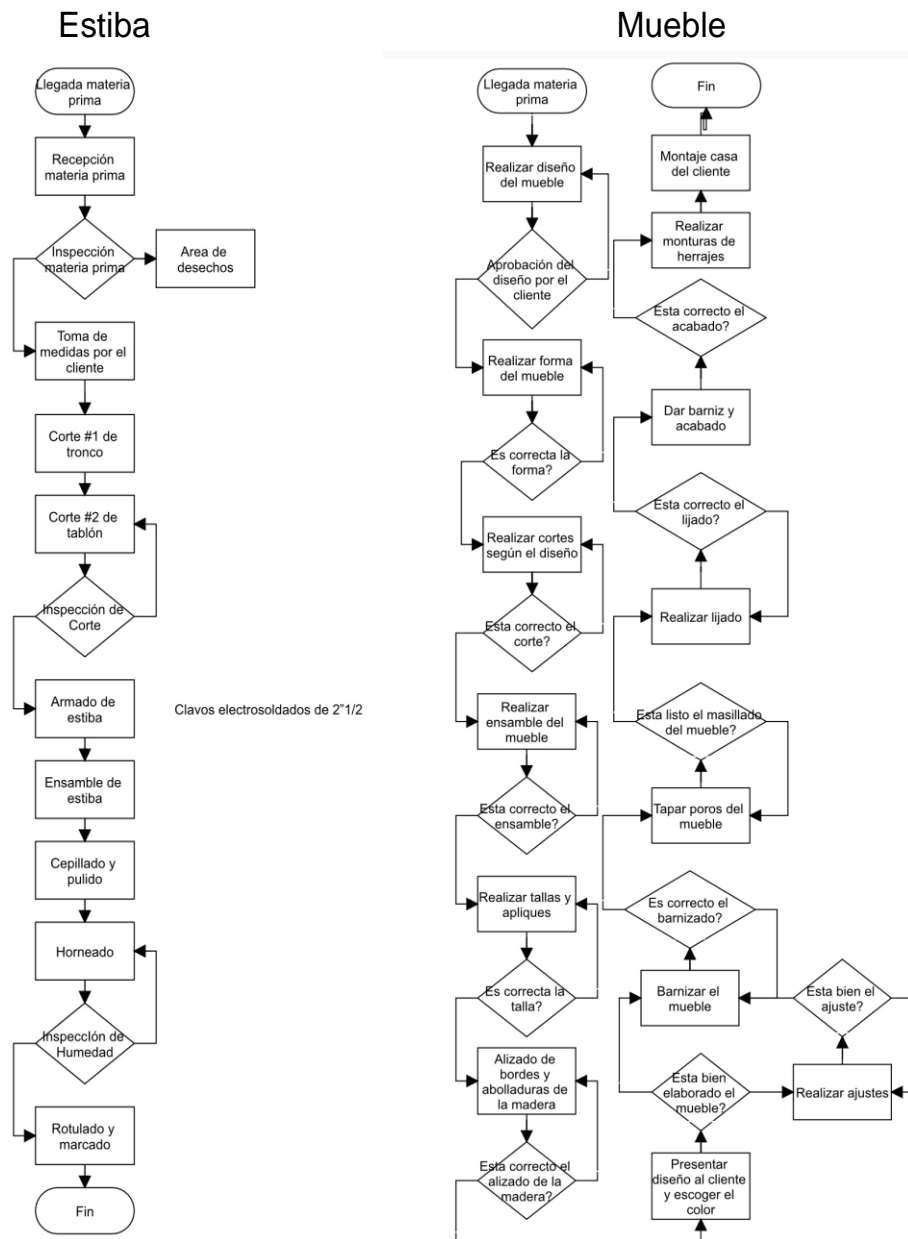 Estiba
Llegada materia
prima
Recepción
materia prima
Inspección
materia prima
Area de
desechos
Toma de
medidas por el
cliente
Corte #1 de
tronco
Corte #2 de
tablón
Inspección de
Corte
Armado de
estiba
Clavos electrosoldados de 2"1/2
Ensamble de
estiba
Cepillado y
pulido
Horneado
Inspección de
Humedad
Rotulado y
marcado
Fin
Mueble
Llegada materia
prima
Realizar diseño
del mueble
Aprobación del
diseño por el
cliente
Realizar forma
del mueble
Es correcta la
forma?
Realizar cortes
según el diseño
Esta correcto el
corte?
Realizar
ensamble del
mueble
Esta correcto el
ensamble?
Realizar tallas y
apliques
Es correcta la
talla?
Alizado de
bordes y
abolladuras de
la madera
Esta correcto el
alizado de la
madera?
Fin
Montaje casa
del cliente
Realizar
monturas de
herrajes
Esta correcto el
acabado?
Dar barniz y
acabado
Esta correcto el
lijado?
Realizar lijado
Esta listo el masillado
del mueble?
Tapar poros del
mueble
Es correcto el
barnizado?
Barnizar el
mueble
Esta bien el
ajuste?
Esta bien
elaborado el
mueble?
Realizar ajustes
Presentar
diseño al cliente
y escoger el
color